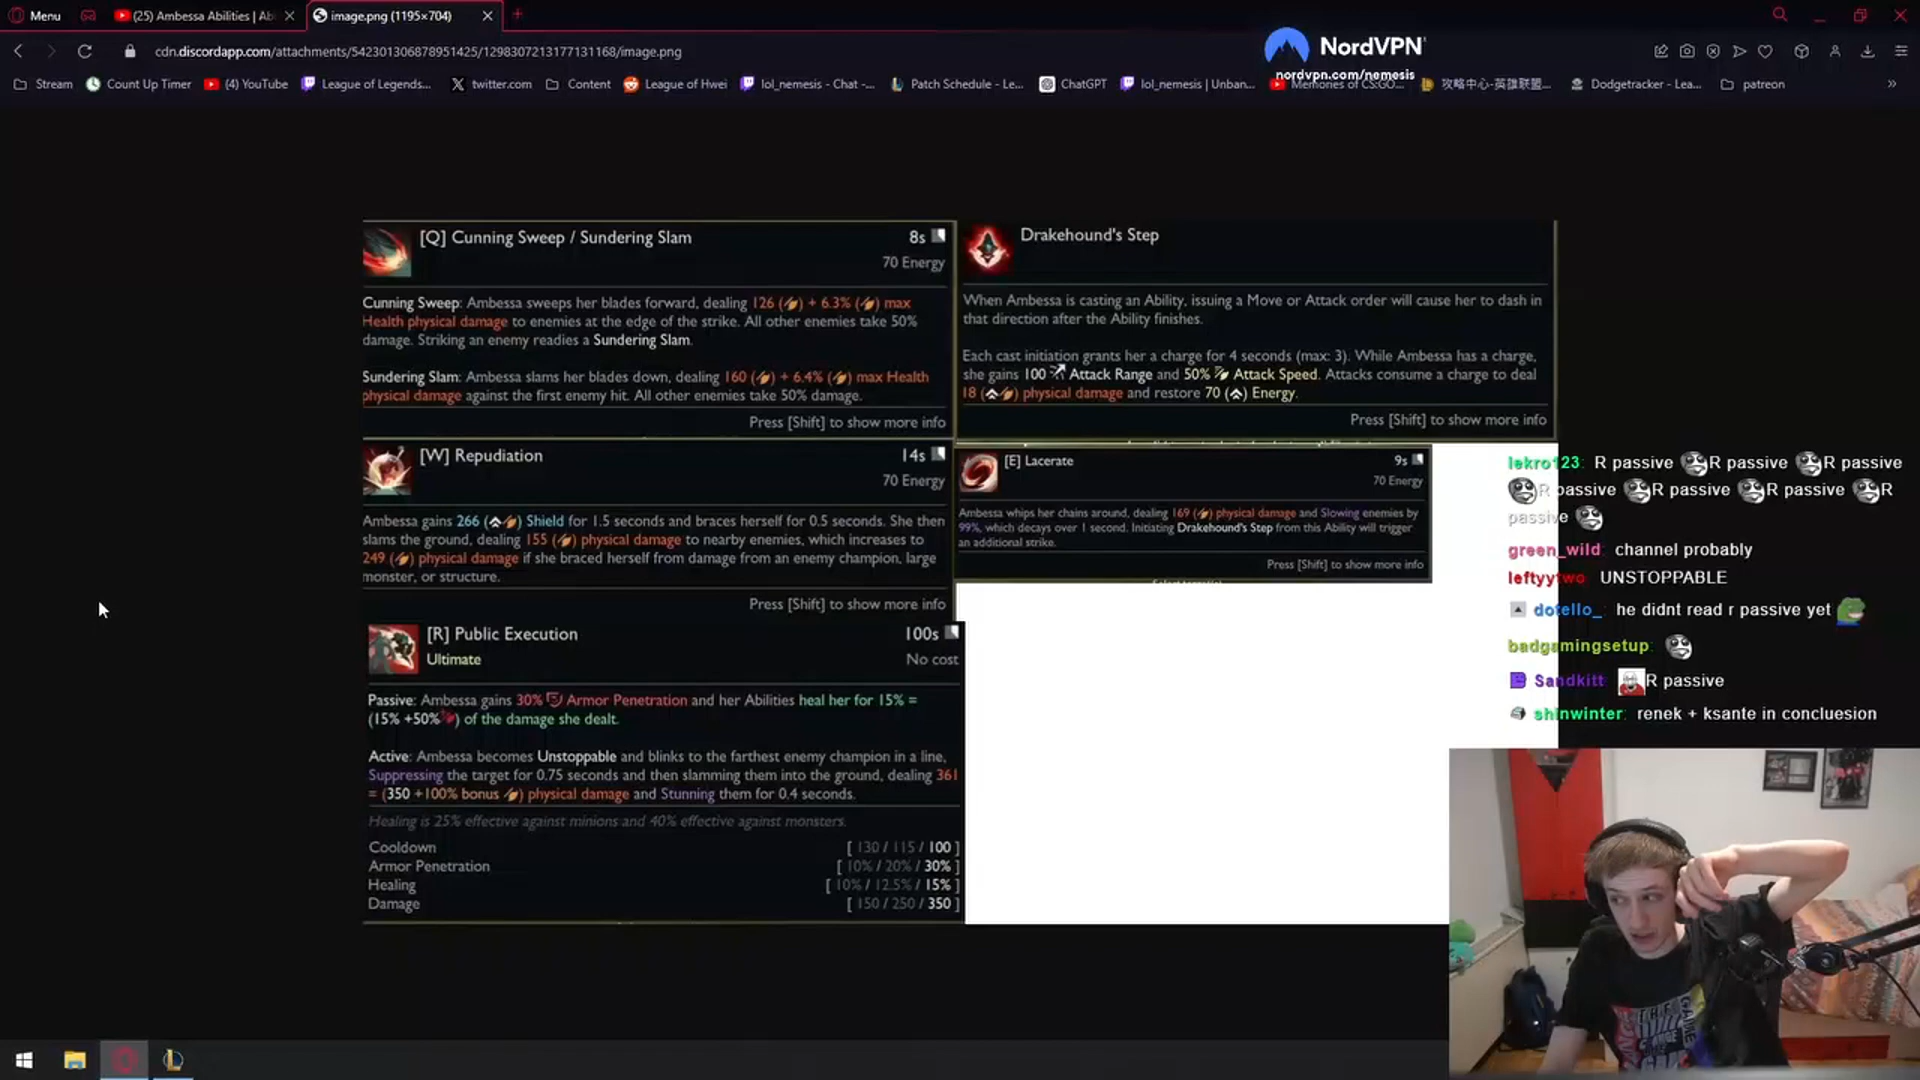 Menu
(25) Ambessa Abilities | Ab
image.png (1195×704)
cdn.discordapp.com/attachments/542301306878951425/1298307213177131168/image.png
NordVPN
nordvpn.com/nemesis
Stream
Count Up Timer
(4) YouTube
League of Legends...
twitter.com
Content
League of Hwei
lol_nemesis - Chat -...
Patch Schedule - Le...
ChatGPT
lol_nemesis | Unban...
Memories of CS:GO...
攻略中心-英雄联盟...
Dodgetracker - Lea...
patreon
[Q] Cunning Sweep / Sundering Slam 8s
70 Energy
Cunning Sweep: Ambessa sweeps her blades forward, dealing 126 ( ) + 6.3% ( ) max
Health physical damage to enemies at the edge of the strike. All other enemies take 50%
damage. Striking an enemy readies a Sundering Slam.
Sundering Slam: Ambessa slams her blades down, dealing 160 ( ) + 6.4% ( ) max Health
physical damage against the first enemy hit. All other enemies take 50% damage.
Press [Shift] to show more info
Drakehound's Step
When Ambessa is casting an Ability, issuing a Move or Attack order will cause her to dash in
that direction after the Ability finishes.
Each cast initiation grants her a charge for 4 seconds (max: 3). While Ambessa has a charge,
she gains 100 Attack Range and 50% Attack Speed. Attacks consume a charge to deal
18 ( ) physical damage and restore 70 ( ) Energy.
Press [Shift] to show more info
[W] Repudiation 14s
70 Energy
Ambessa gains 266 ( ) Shield for 1.5 seconds and braces herself for 0.5 seconds. She then
slams the ground, dealing 155 ( ) physical damage to nearby enemies, which increases to
249 ( ) physical damage if she braced herself from damage from an enemy champion, large
monster, or structure.
Press [Shift] to show more info
[E] Lacerate 9s
70 Energy
Ambessa whips her chains around, dealing 169 ( ) physical damage and Slowing enemies by
99%, which decays over 1 second. Initiating Drakehound's Step from this Ability will trigger
an additional strike.
Press [Shift] to show more info
[R] Public Execution 100s
Ultimate No cost
Passive: Ambessa gains 30% Armor Penetration and her Abilities heal her for 15% =
(15% +50% ) of the damage she dealt.
Active: Ambessa becomes Unstoppable and blinks to the farthest enemy champion in a line,
Suppressing the target for 0.75 seconds and then slamming them into the ground, dealing 361
= (350 +100% bonus ) physical damage and Stunning them for 0.4 seconds.
Healing is 25% effective against minions and 40% effective against monsters.
Cooldown [ 130 / 115 / 100 ]
Armor Penetration [ 10% / 20% / 30% ]
Healing [ 10% / 12.5% / 15% ]
Damage [ 150 / 250 / 350 ]
lekro123: R passive R passive R passive
R passive R passive R passive R
passive
green_wild: channel probably
leftyytwo: UNSTOPPABLE
dotello_: he didnt read r passive yet
badgamingsetup:
Sandkitt: R passive
shinwinter: renek + ksante in concluesion